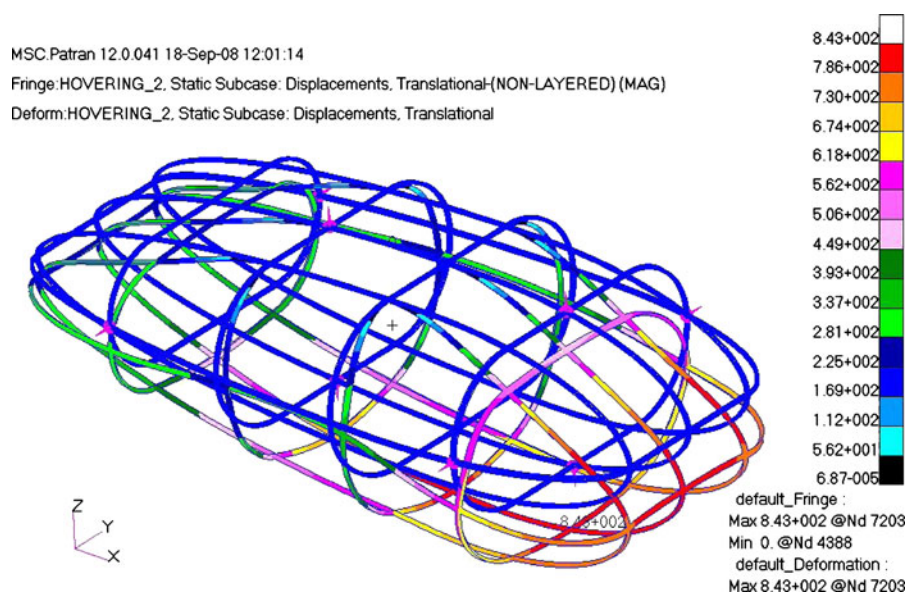 MSC.Patran 12.0.041 18-Sep-08 12:01:14
Fringe:HOVERING_2, Static Subcase: Displacements, Translational-(NON-LAYERED) (MAG)
Deform:HOVERING_2, Static Subcase: Displacements, Translational
8.43+002
7.86+002
7.30+002
6.74+002
6.18+002
5.62+002
5.06+002
4.49+002
3.93+002
3.37+002
2.81+002
2.25+002
1.69+002
1.12+002
5.62+001
6.87-005
8.43+002
Z
Y
X
default_Fringe :
Max 8.43+002 @Nd 7203
Min 0. @Nd 4388
default_Deformation :
Max 8.43+002 @Nd 7203